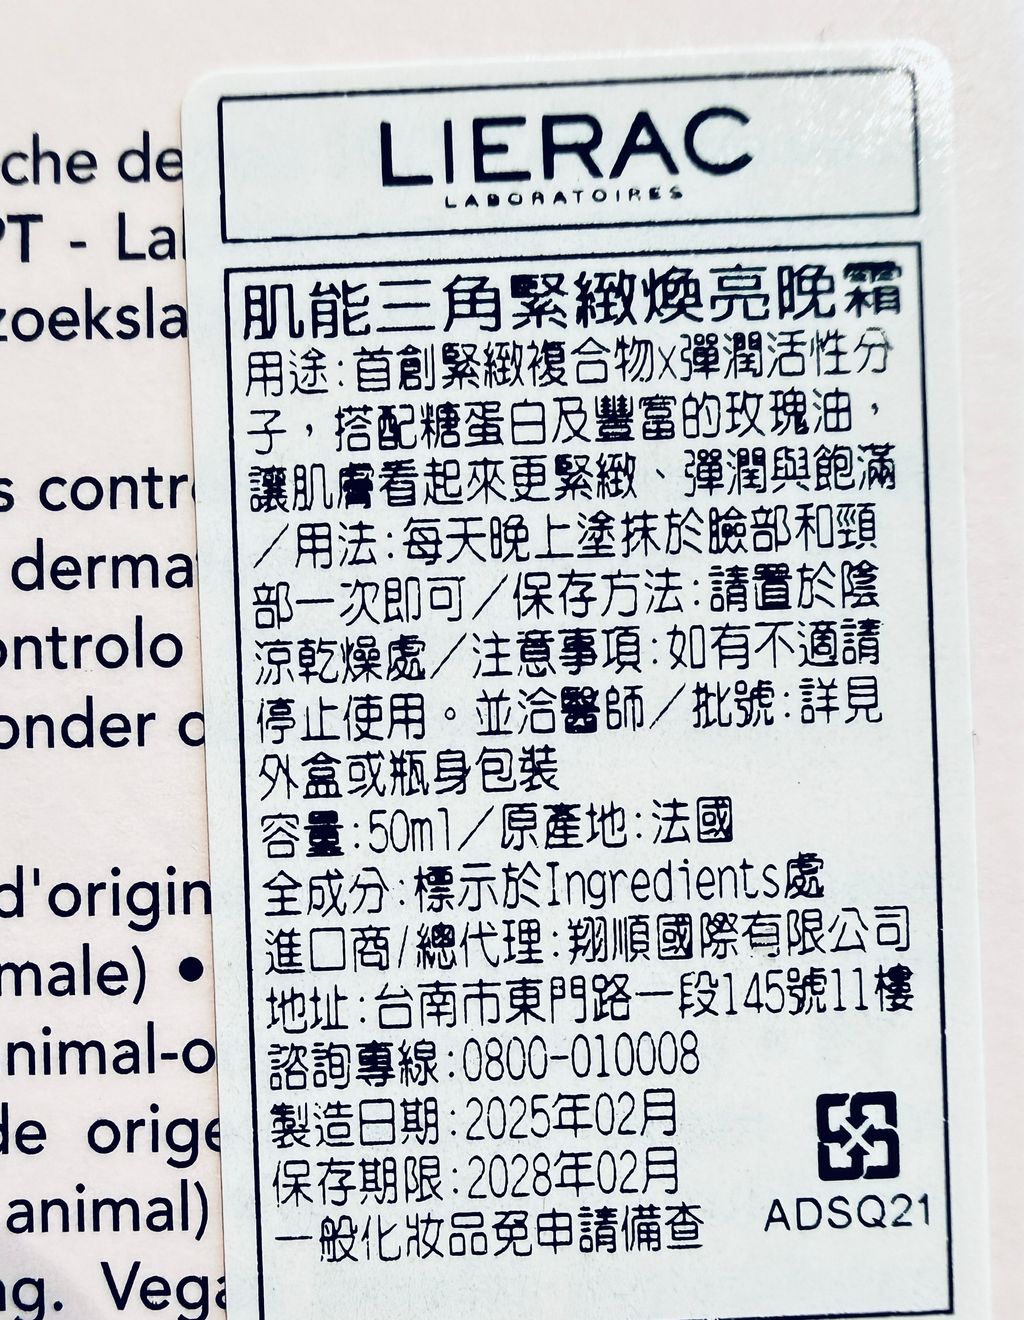 LIERAC
LABORATOIRES
肌能三角緊緻煥亮晚霜
用途:首創緊緻複合物x彈潤活性分
子，搭配糖蛋白及豐富的玫瑰油，
讓肌膚看起來更緊緻、彈潤與飽滿
/用法:每天晚上塗抹於臉部和頸
部一次即可/保存方法:請置於陰
涼乾燥處/注意事項:如有不適請
停止使用。並洽醫師/批號:詳見
外盒或瓶身包裝
容量:50ml/原產地:法國
全成分:標示於Ingredients處
進口商/總代理:翔順國際有限公司
地址:台南市東門路一段145號11樓
諮詢專線:0800-010008
製造日期:2025年02月
保存期限:2028年02月
一般化妝品免申請備查
ADSQ21
che de
PT - La
zoeksla
s contr
derma
ontrolo
onder
d'origin
male) •
nimal-o
de orige
animal)
ng. Vega